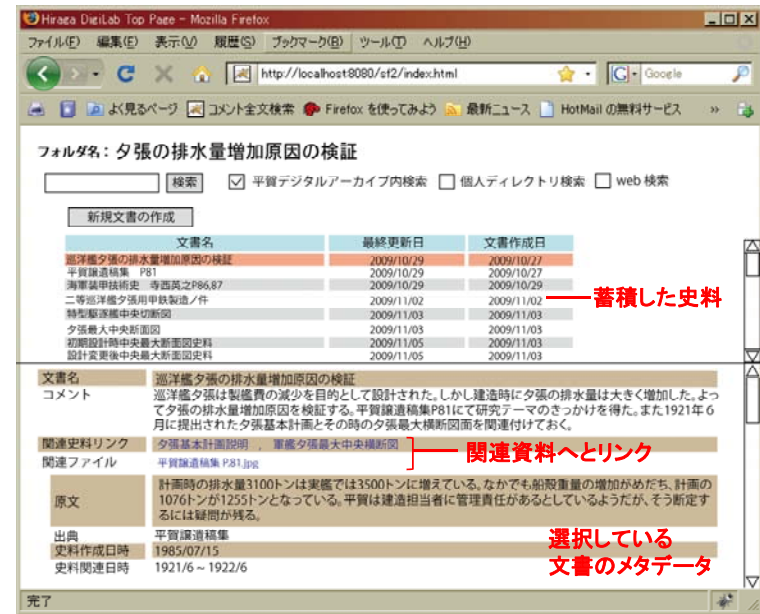 Hiraga DigiLab Top Page - Mozilla Firefox
ファイル(F) 編集(E) 表示(V) 履歴(S) ブックマーク(B) ツール(T) ヘルプ(H)
http://localhost:8080/sf2/index.html
G Google
よく見るページ コメント全文検索 Firefox を使ってみよう 最新ニュース HotMail の無料サービス »
フォルダ名: 夕張の排水量増加原因の検証
検索 平賀デジタルアーカイブ内検索 個人ディレクトリ検索 web 検索
新規文書の作成
文書名 最終更新日 文書作成日
巡洋艦夕張の排水量増加原因の検証 2009/10/29 2009/10/27
平賀譲遺稿集 P81 2009/10/29 2009/10/27
海軍装甲技術史 寺西英之P86,87 2009/10/29 2009/10/29
二等巡洋艦夕張用甲鉄製造ノ件 2009/11/02 2009/11/02
蓄積した史料
特型駆逐艦中央切断図 2009/11/03 2009/11/03
夕張最大中央断面図 2009/11/03 2009/11/03
初期設計時中央最大断面図史料 2009/11/05 2009/11/03
設計変更後中央最大断面図史料 2009/11/05 2009/11/03
文書名 巡洋艦夕張の排水量増加原因の検証
コメント 巡洋艦夕張は製艦費の減少を目的として設計された。しかし建造時に夕張の排水量は大きく増加した。よっ
て夕張の排水量増加原因を検証する。平賀譲遺稿集P81にて研究テーマのきっかけを得た。また1921年6
月に提出された夕張基本計画とその時の夕張最大横断図面を関連付けておく。
関連史料リンク 夕張基本計画説明 , 軍艦夕張最大中央横断図
関連資料へとリンク
関連ファイル 平賀譲遺稿集 P.81.jpg
計画時の排水量3100トンは実艦では3500トンに増えている。なかでも船殻重量の増加がめだち、計画の
原文 1076トンが1255トンとなっている。平賀は建造担当者に管理責任があるとしているようだが、そう断定す
るには疑問が残る。
出典 平賀譲遺稿集
史料作成日時 1985/07/15
史料関連日時 1921/6 ~ 1922/6
選択している
文書のメタデータ
完了